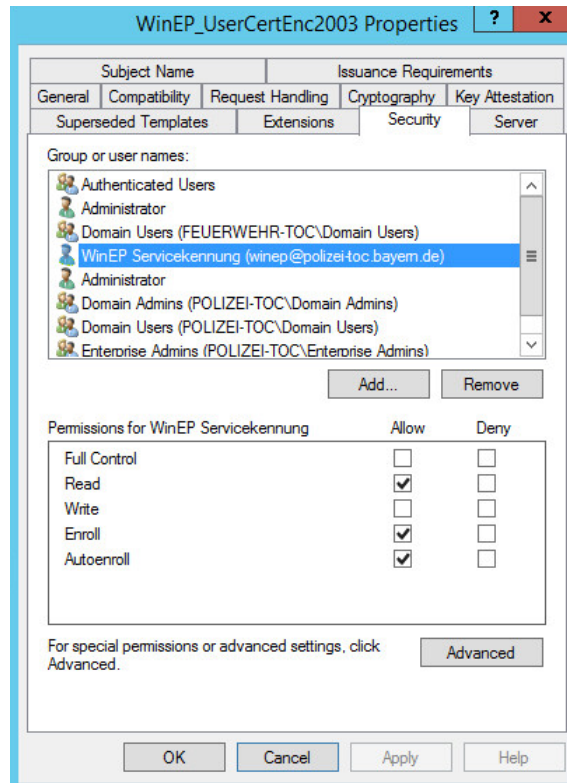 WinEP_UserCertEnc2003 Properties ? x
Subject Name Issuance Requirements
General Compatibility Request Handling Cryptography Key Attestation
Superseded Templates Extensions Security Server
Group or user names:
Authenticated Users
Administrator
Domain Users (FEUERWEHR-TOC\Domain Users)
WinEP Servicekennung (winep@polizei-toc.bayern.de)
Administrator
Domain Admins (POLIZEI-TOC\Domain Admins)
Domain Users (POLIZEI-TOC\Domain Users)
Enterprise Admins (POLIZEI-TOC\Enterprise Admins)
Add... Remove
Permissions for WinEP Servicekennung Allow Deny
Full Control
Read
Write
Enroll
Autoenroll
For special permissions or advanced settings, click
Advanced. Advanced
OK Cancel Apply Help